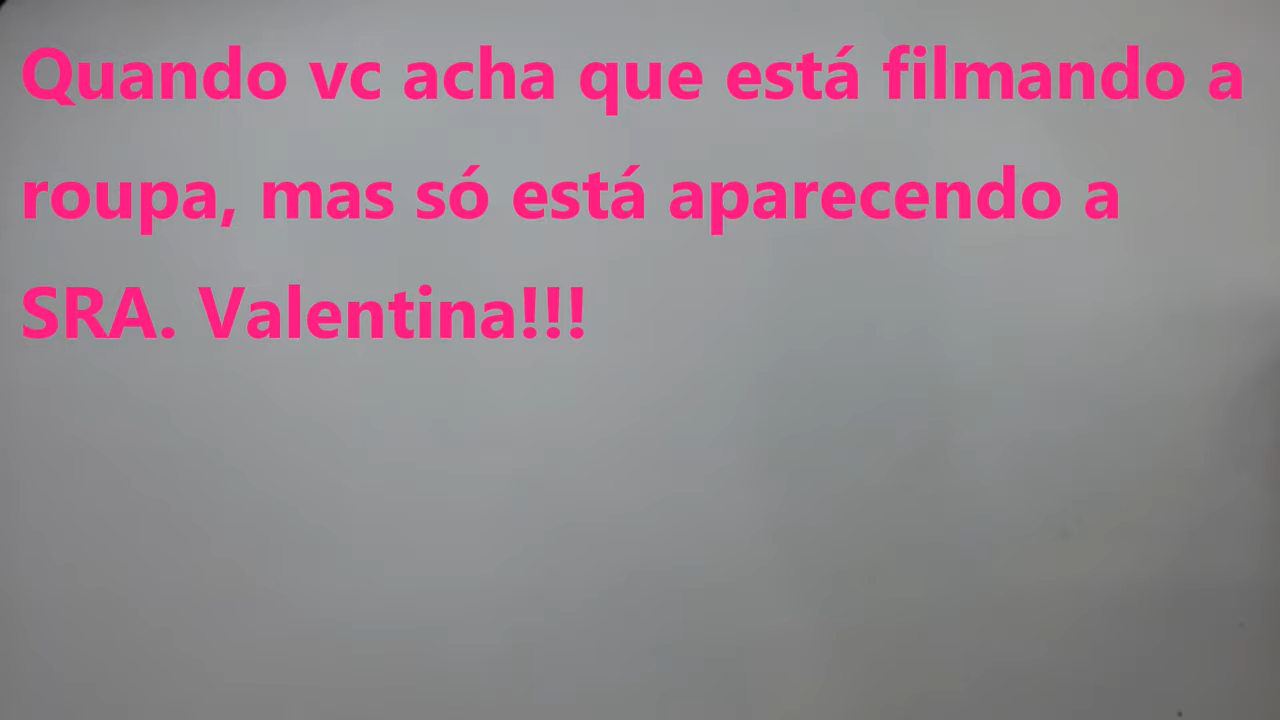 Quando vc acha que está filmando a
roupa, mas só está aparecendo a
SRA. Valentina!!!